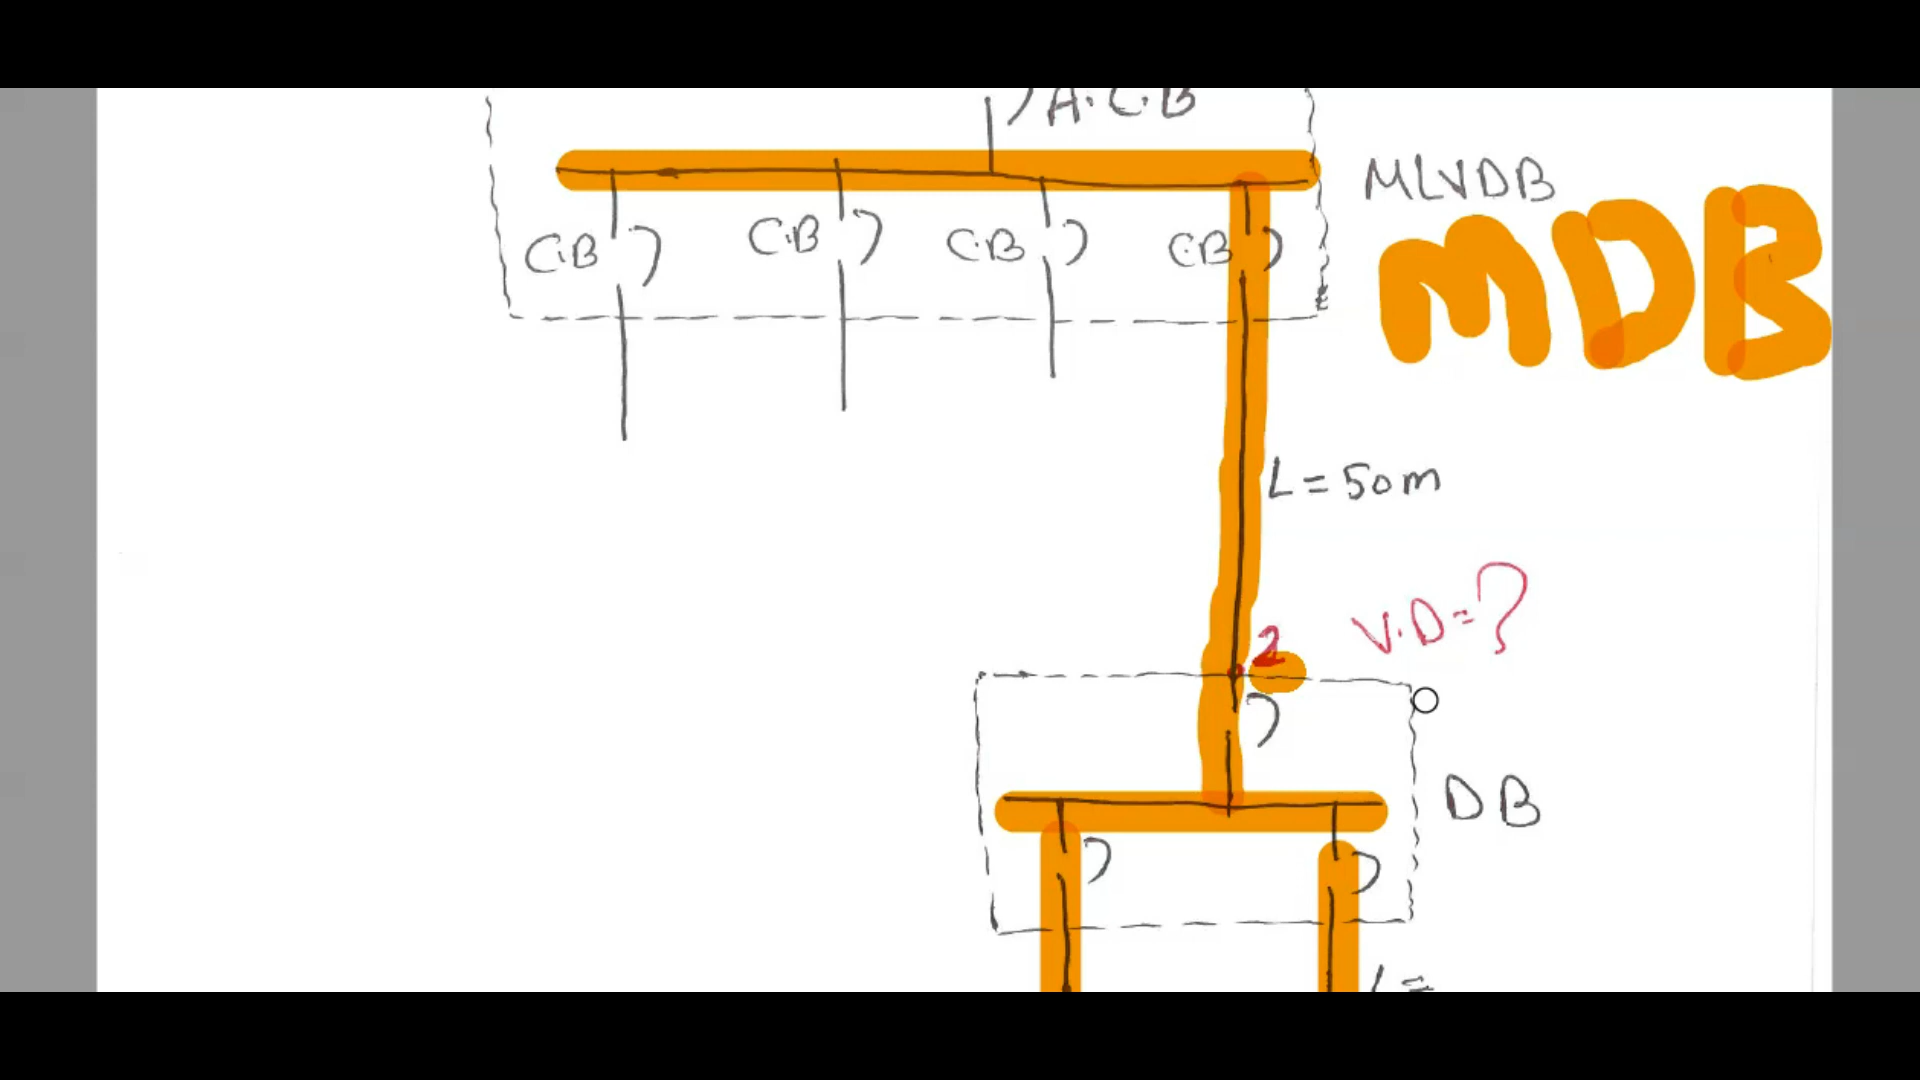 A.C.B
MLVDB
MDB
C.B C.B C.B C.B
L = 50m
2
V.D = ?
DB
L =